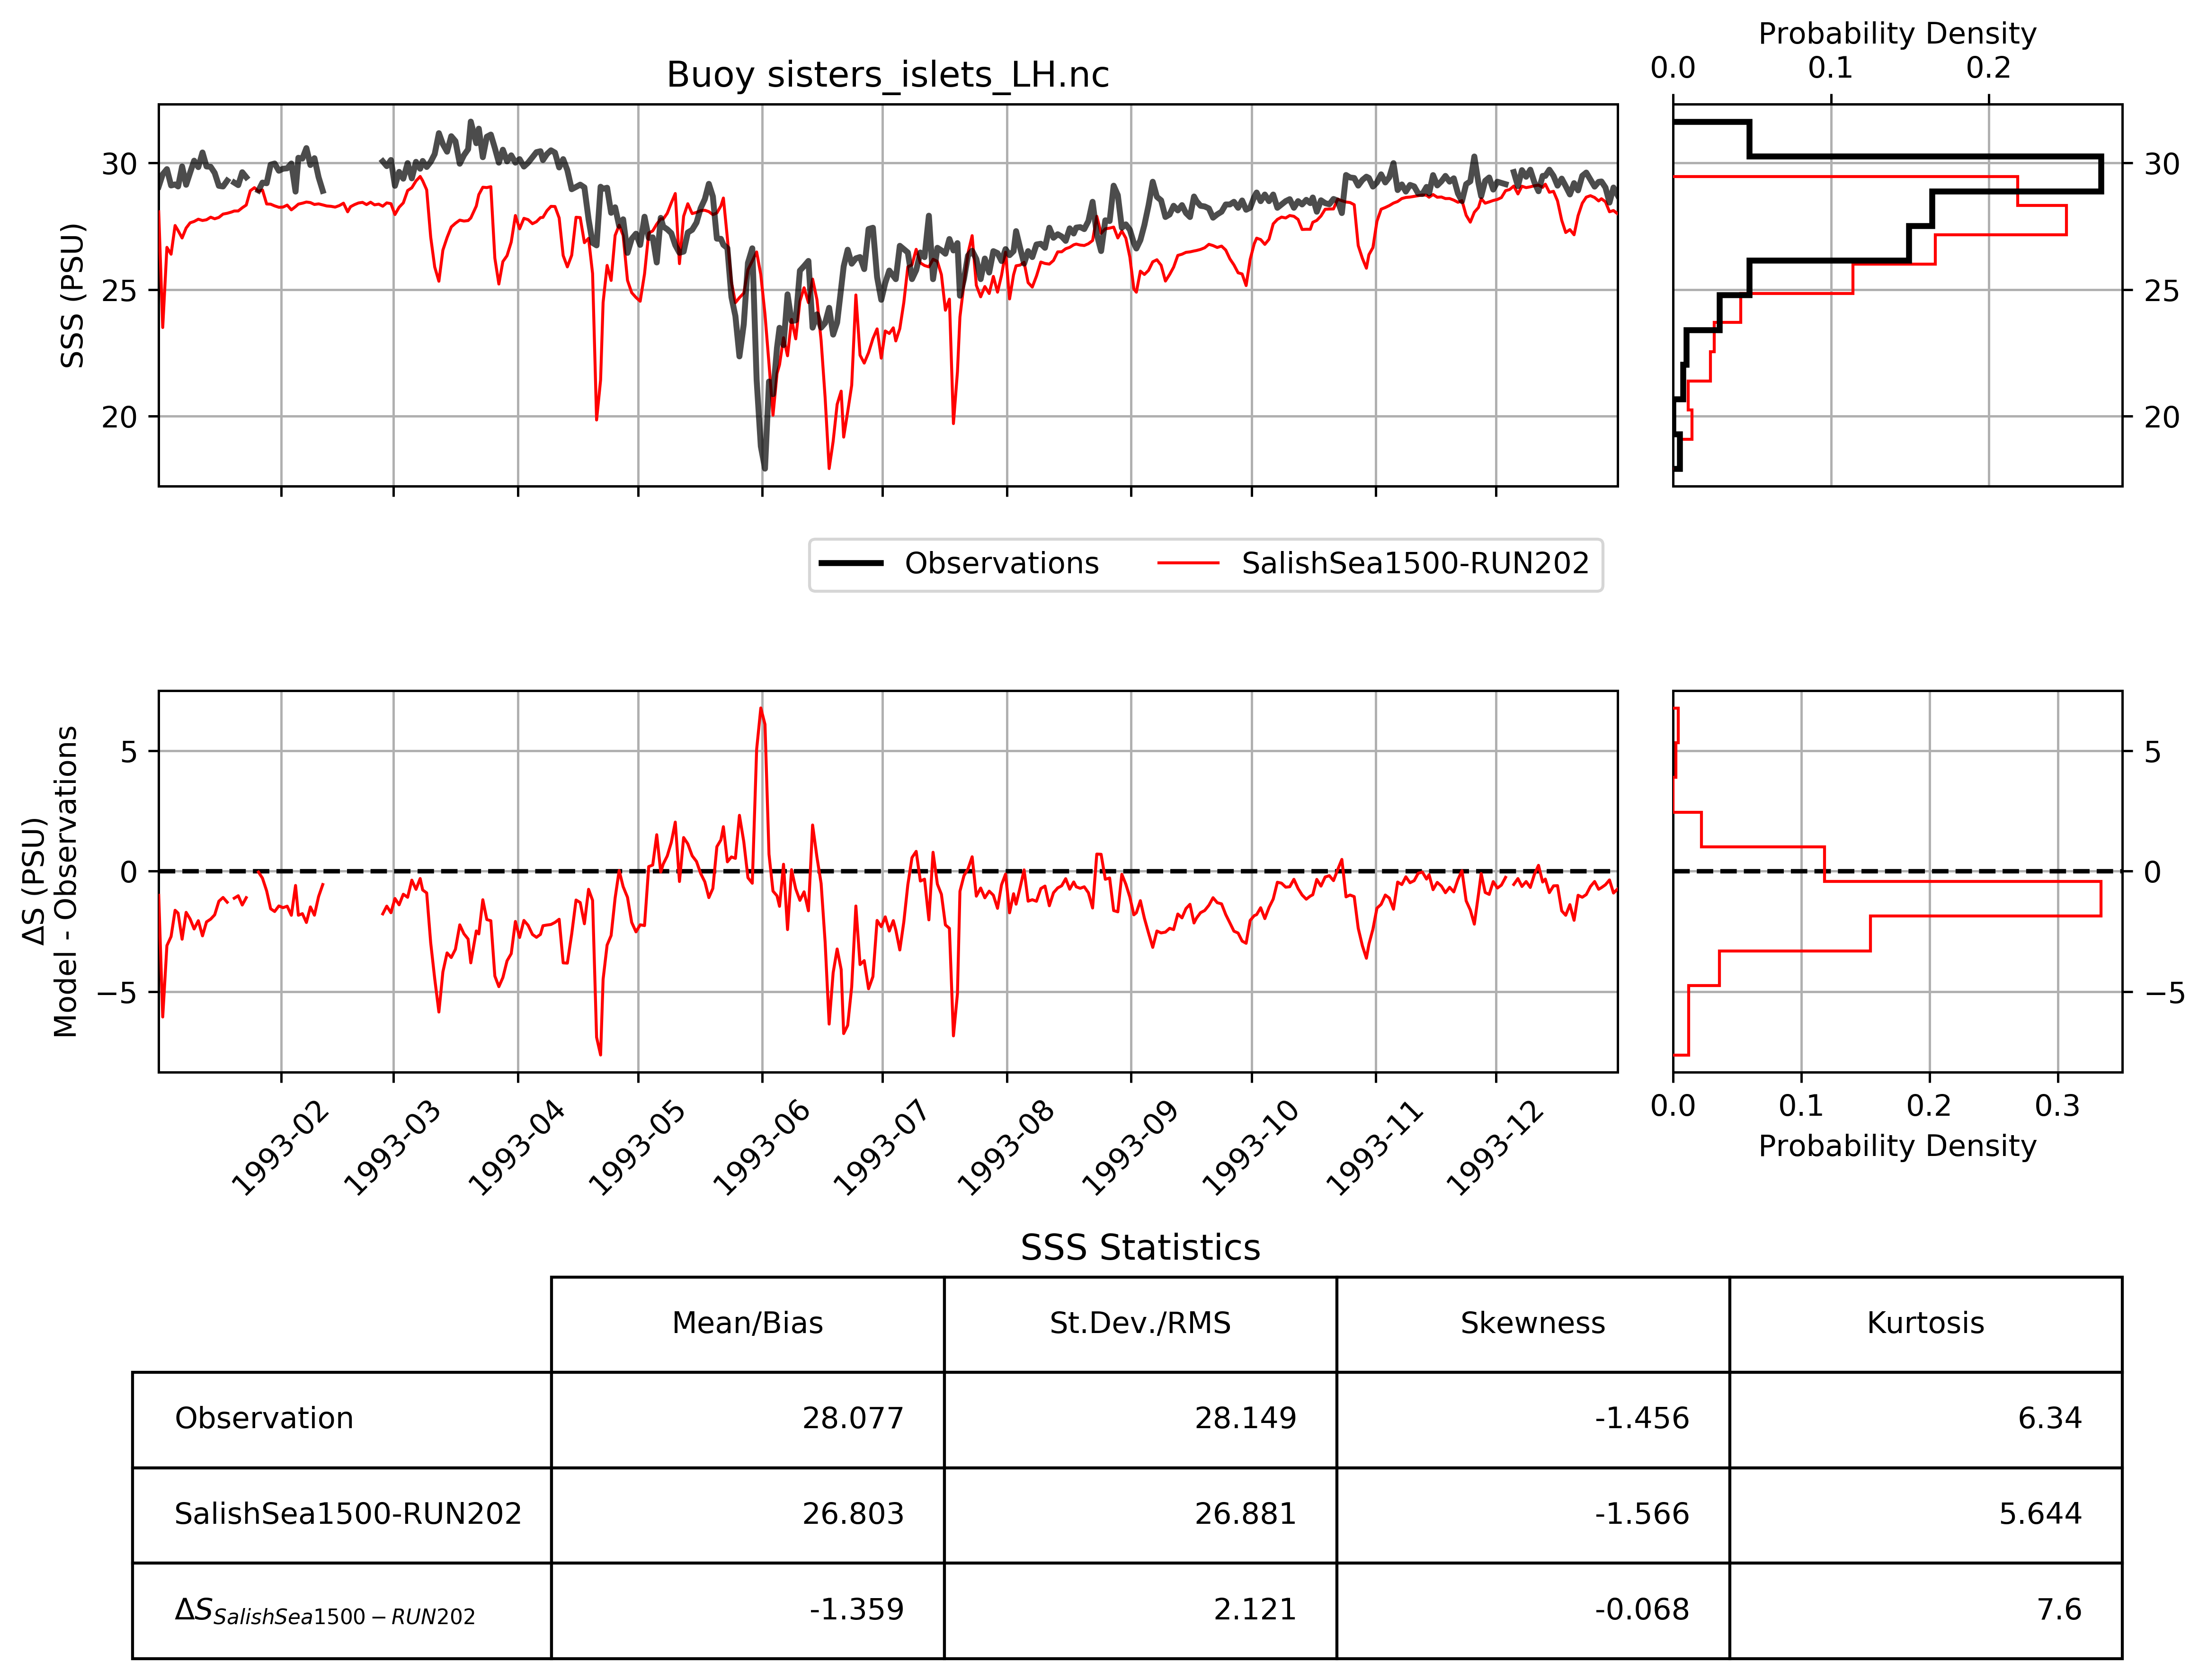 Probability Density
0.0 0.1 0.2
Buoy sisters_islets_LH.nc
SSS (PSU)
30
25
20
30
25
20
Observations
SalishSea1500-RUN202
ΔS (PSU)
Model - Observations
5
0
−5
5
0
−5
1993-02 1993-03 1993-04 1993-05 1993-06 1993-07 1993-08 1993-09 1993-10 1993-11 1993-12
0.0 0.1 0.2 0.3
Probability Density
SSS Statistics
Mean/Bias St.Dev./RMS Skewness Kurtosis
Observation 28.077 28.149 -1.456 6.34
SalishSea1500-RUN202 26.803 26.881 -1.566 5.644
ΔS SalishSea1500−RUN202 -1.359 2.121 -0.068 7.6